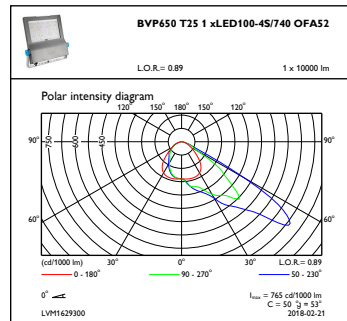 BVP650 T25 1 xLED100-4S/740 OFA52
L.O.R.= 0.89 1 x 10000 lm
Polar intensity diagram
120° 150° 180° 150° 120°
90° 750 600 450 90°
60° 60°
(cd/1000 lm) 30° 0° 30° L.O.R.= 0.89
0 - 180° 90 - 270° 50 - 230°
0° Imax = 765 cd/1000 lm
C = 50 °g = 53°
LVM1629300 2018-02-21